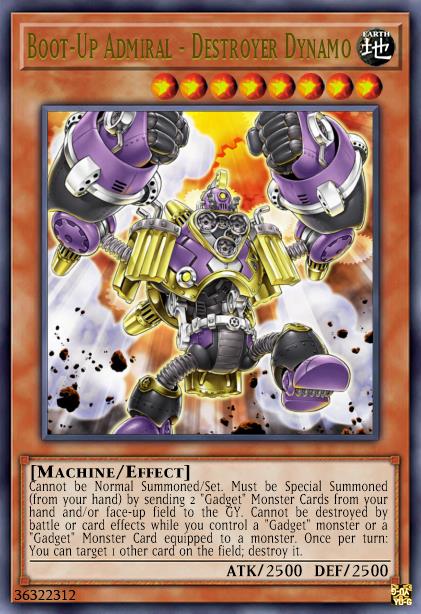 Boot-Up Admiral - Destroyer Dynamo
EARTH
地
[Machine/Effect]
Cannot be Normal Summoned/Set. Must be Special Summoned
(from your hand) by sending 2 "Gadget" Monster Cards from your
hand and/or face-up field to the GY. Cannot be destroyed by
battle or card effects while you control a "Gadget" monster or a
"Gadget" Monster Card equipped to a monster. Once per turn:
You can target 1 other card on the field; destroy it.
ATK/2500 DEF/2500
36322312